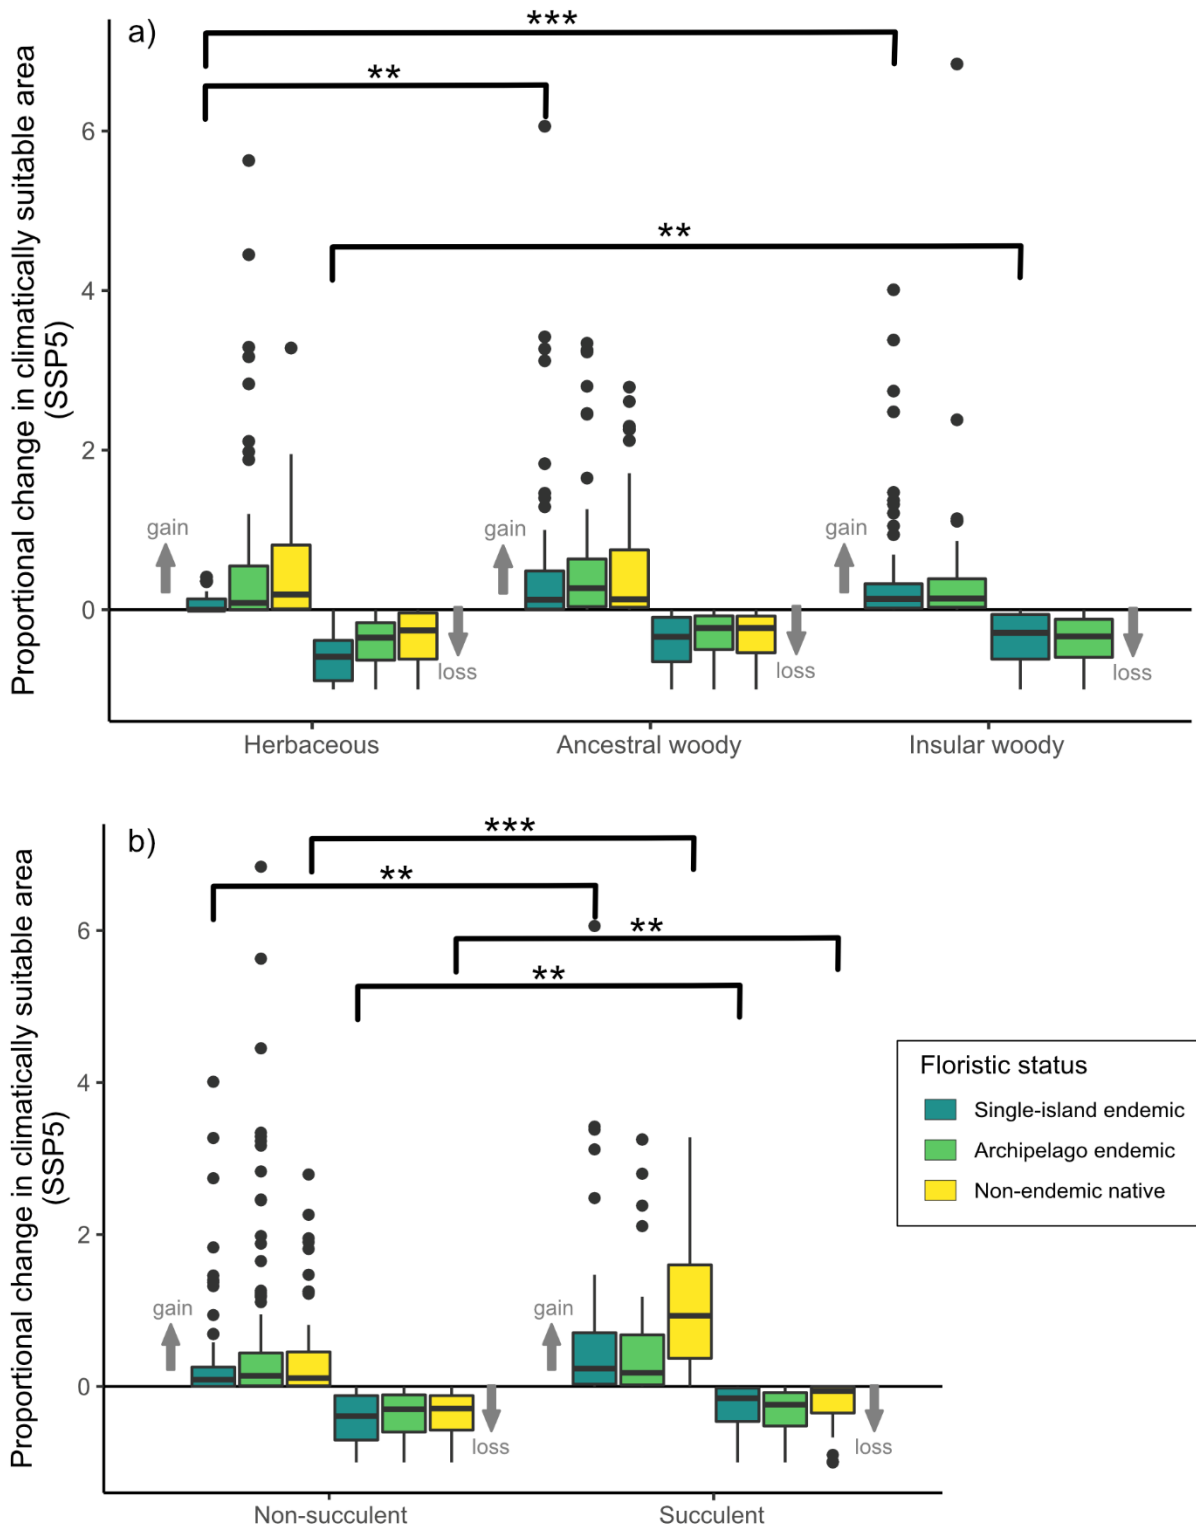 a)
***
**
**
Proportional change in climatically suitable area
(SSP5)
6
4
2
0
gain
loss
gain
loss
gain
loss
Herbaceous
Ancestral woody
Insular woody
b)
***
**
**
**
Proportional change in climatically suitable area
(SSP5)
6
4
2
0
gain
loss
gain
loss
Non-succulent
Succulent
Floristic status
Single-island endemic
Archipelago endemic
Non-endemic native